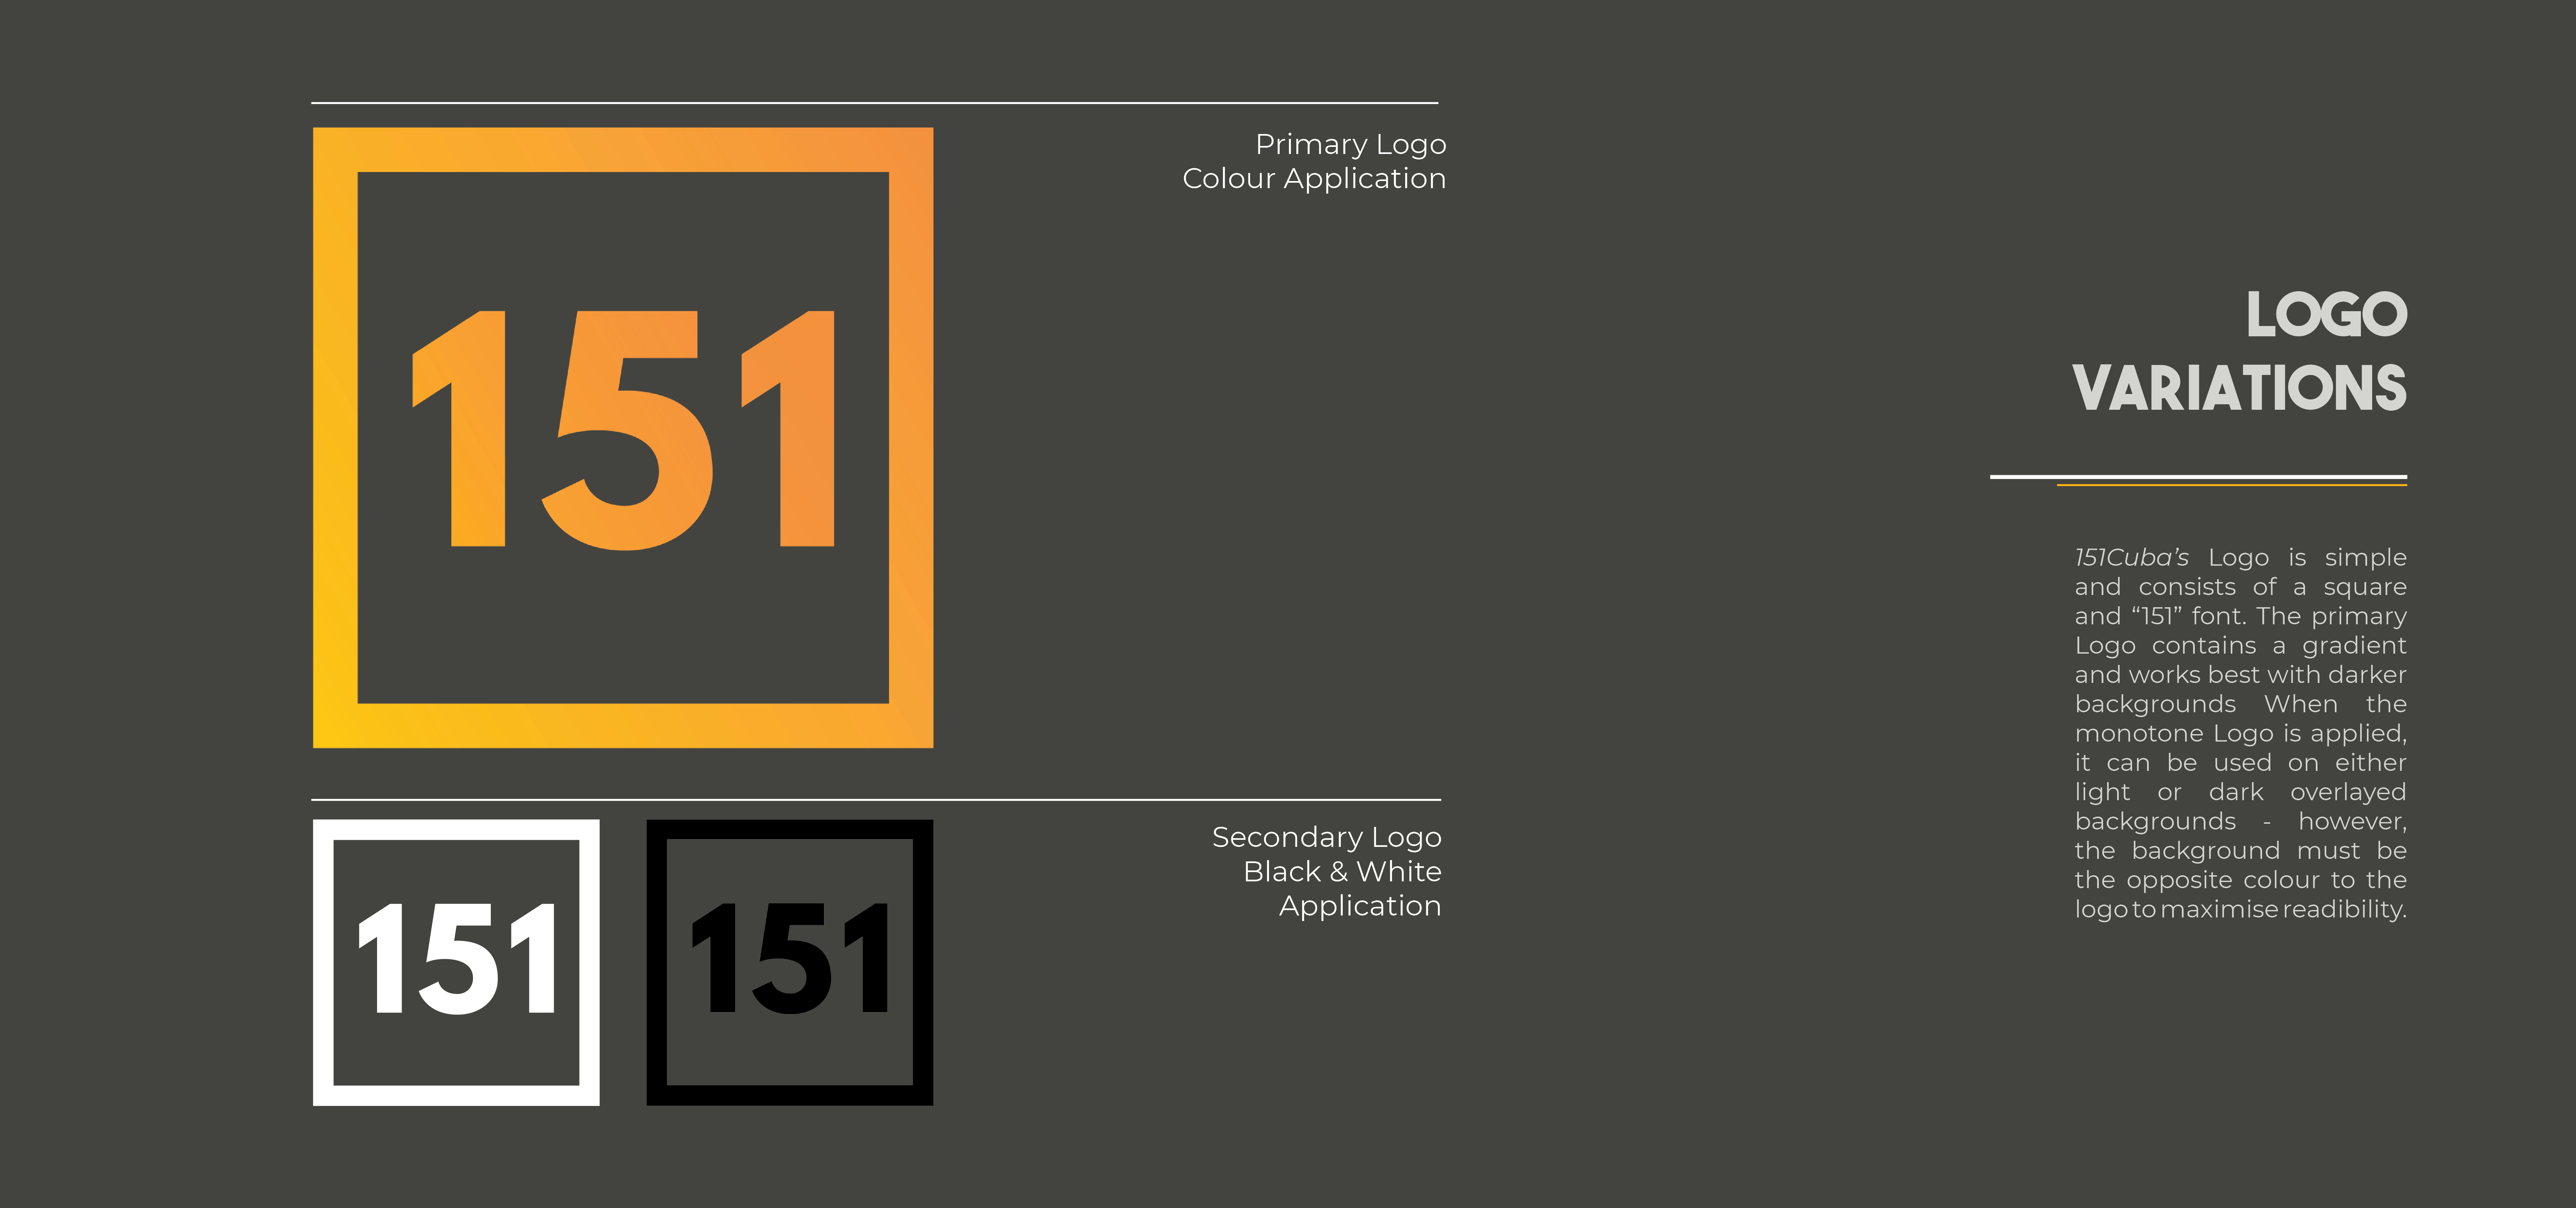 151
Primary Logo
Colour Application
151
151
Secondary Logo
Black & White
Application
LOGO
VARIATIONS
151Cuba’s Logo is simple
and consists of a square
and “151” font. The primary
Logo contains a gradient
and works best with darker
backgrounds When the
monotone Logo is applied,
it can be used on either
light or dark overlayed
backgrounds - however,
the background must be
the opposite colour to the
logo to maximise readibility.